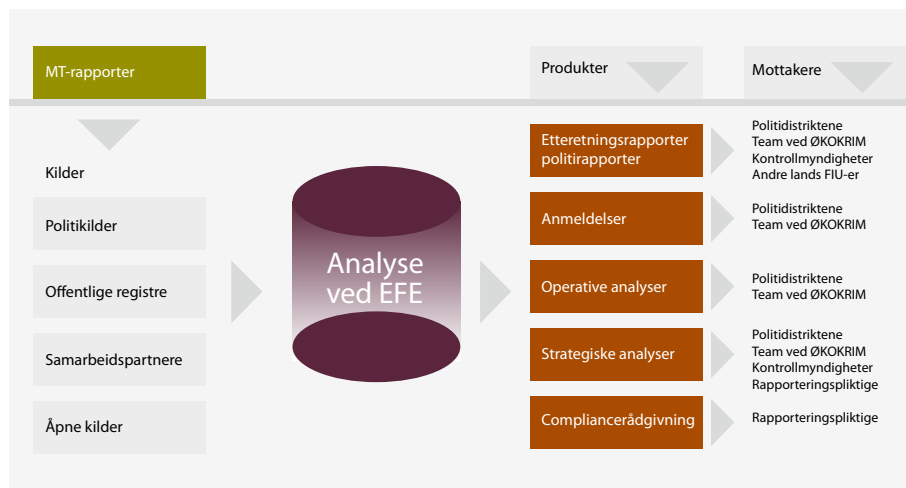 MT-rapporter
Kilder
Politikilder
Offentlige registre
Samarbeidspartnere
Åpne kilder
Analyse
ved EFE
Produkter
Mottakere
Etteretningsrapporter
politirapporter
Politidistriktene
Team ved ØKOKRIM
Kontrollmyndigheter
Andre lands FIU-er
Anmeldelser
Politidistriktene
Team ved ØKOKRIM
Operative analyser
Politidistriktene
Team ved ØKOKRIM
Strategiske analyser
Politidistriktene
Team ved ØKOKRIM
Kontrollmyndigheter
Rapporteringspliktige
Compliancerådgivning
Rapporteringspliktige